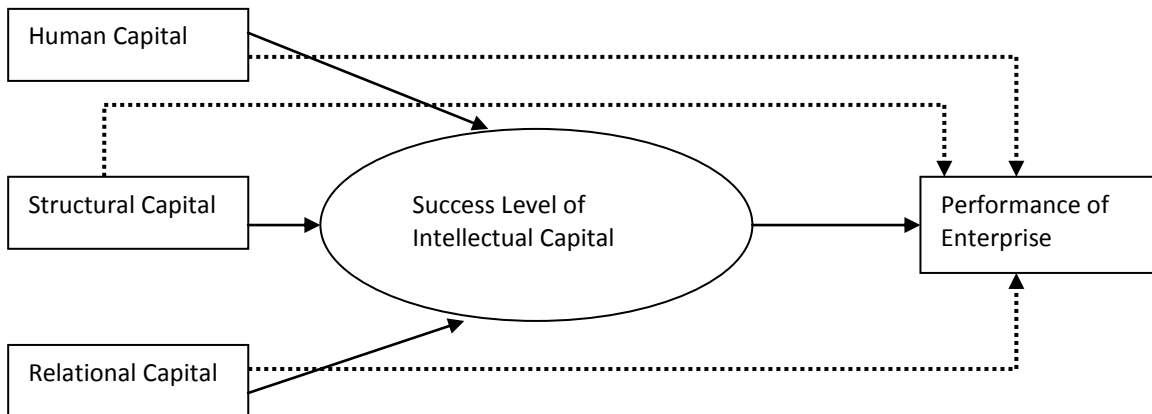 Human Capital
Structural Capital
Success Level of
Intellectual Capital
Performance of
Enterprise
Relational Capital